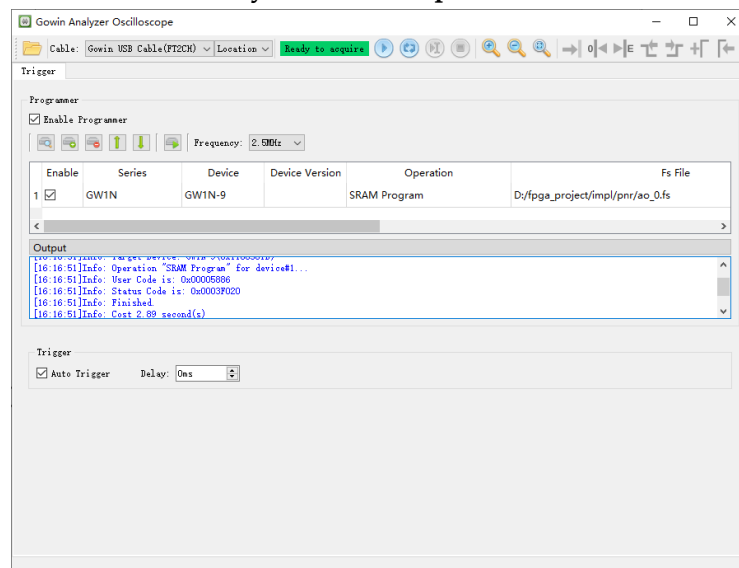 Gowin Analyzer Oscilloscope
Cable: Gowin USB Cable(FT2CH) Location Ready to acquire
Trigger
Programmer
Enable Programmer
Frequency: 2.5MHz
Enable Series Device Device Version Operation Fs File
1 GW1N GW1N-9 SRAM Program D:/fpga_project/impl/pnr/ao_0.fs
Output
[16:16:51]Info: Operation "SRAM Program" for device#1...
[16:16:51]Info: User Code is: 0x00005886
[16:16:51]Info: Status Code is: 0x0003F020
[16:16:51]Info: Finished.
[16:16:51]Info: Cost 2.89 second(s)
Trigger
Auto Trigger Delay: 0ms